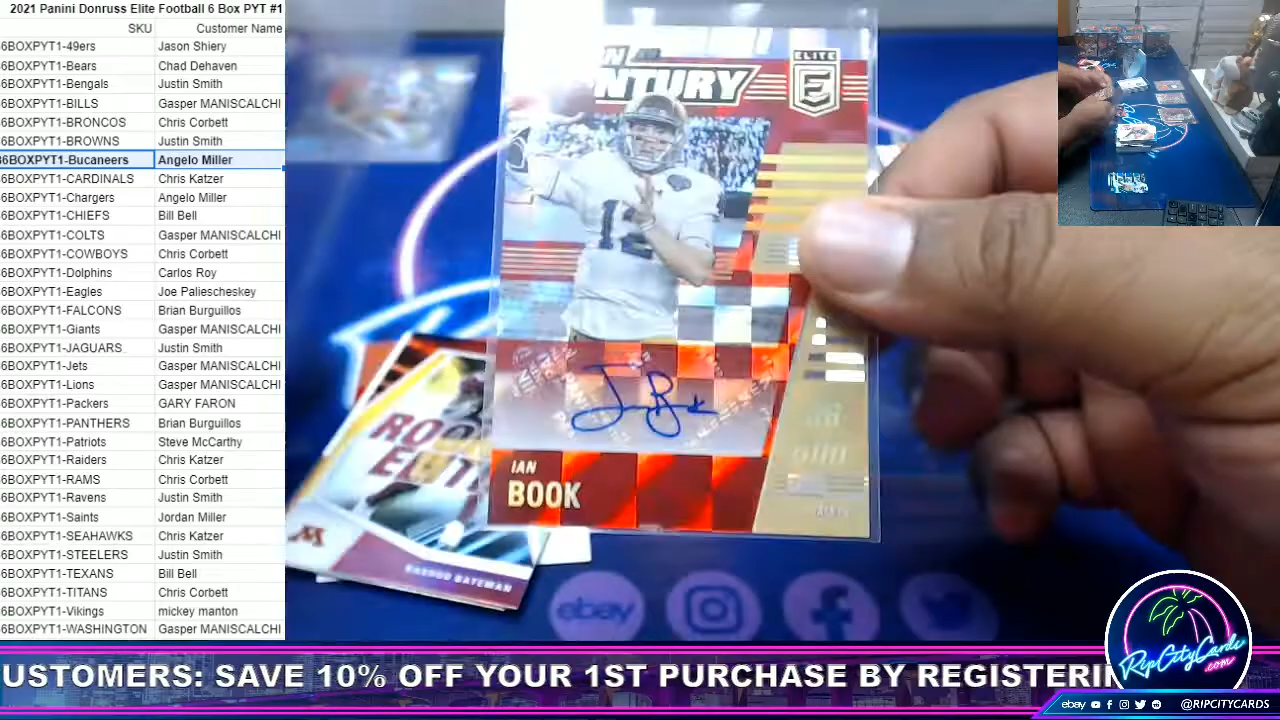 2021 Panini Donruss Elite Football 6 Box PYT #1
SKU Customer Name
6BOXPYT1-49ers Jason Shiery
6BOXPYT1-Bears Chad Dehaven
6BOXPYT1-Bengals Justin Smith
6BOXPYT1-BILLS Gasper MANISCALCHI
6BOXPYT1-BRONCOS Chris Corbett
6BOXPYT1-BROWNS Justin Smith
6BOXPYT1-Bucaneers Angelo Miller
6BOXPYT1-CARDINALS Chris Katzer
6BOXPYT1-Chargers Angelo Miller
6BOXPYT1-CHIEFS Bill Bell
6BOXPYT1-COLTS Gasper MANISCALCHI
6BOXPYT1-COWBOYS Chris Corbett
6BOXPYT1-Dolphins Carlos Roy
6BOXPYT1-Eagles Joe Paliescheskey
6BOXPYT1-FALCONS Brian Burguillos
6BOXPYT1-Giants Gasper MANISCALCHI
6BOXPYT1-JAGUARS Justin Smith
6BOXPYT1-Jets Gasper MANISCALCHI
6BOXPYT1-Lions Gasper MANISCALCHI
6BOXPYT1-Packers GARY FARON
6BOXPYT1-PANTHERS Brian Burguillos
6BOXPYT1-Patriots Steve McCarthy
6BOXPYT1-Raiders Chris Katzer
6BOXPYT1-RAMS Chris Corbett
6BOXPYT1-Ravens Justin Smith
6BOXPYT1-Saints Jordan Miller
6BOXPYT1-SEAHAWKS Chris Katzer
6BOXPYT1-STEELERS Justin Smith
6BOXPYT1-TEXANS Bill Bell
6BOXPYT1-TITANS Chris Corbett
6BOXPYT1-Vikings mickey manton
6BOXPYT1-WASHINGTON Gasper MANISCALCHI
NTURY
ELITE
E
12
IAN
BOOK
M
RASHOD BATEMAN
ebay
USTOMERS: SAVE 10% OFF YOUR 1ST PURCHASE BY REGISTERIN
RipCityCards
.com
ebay @RIPCITYCARDS